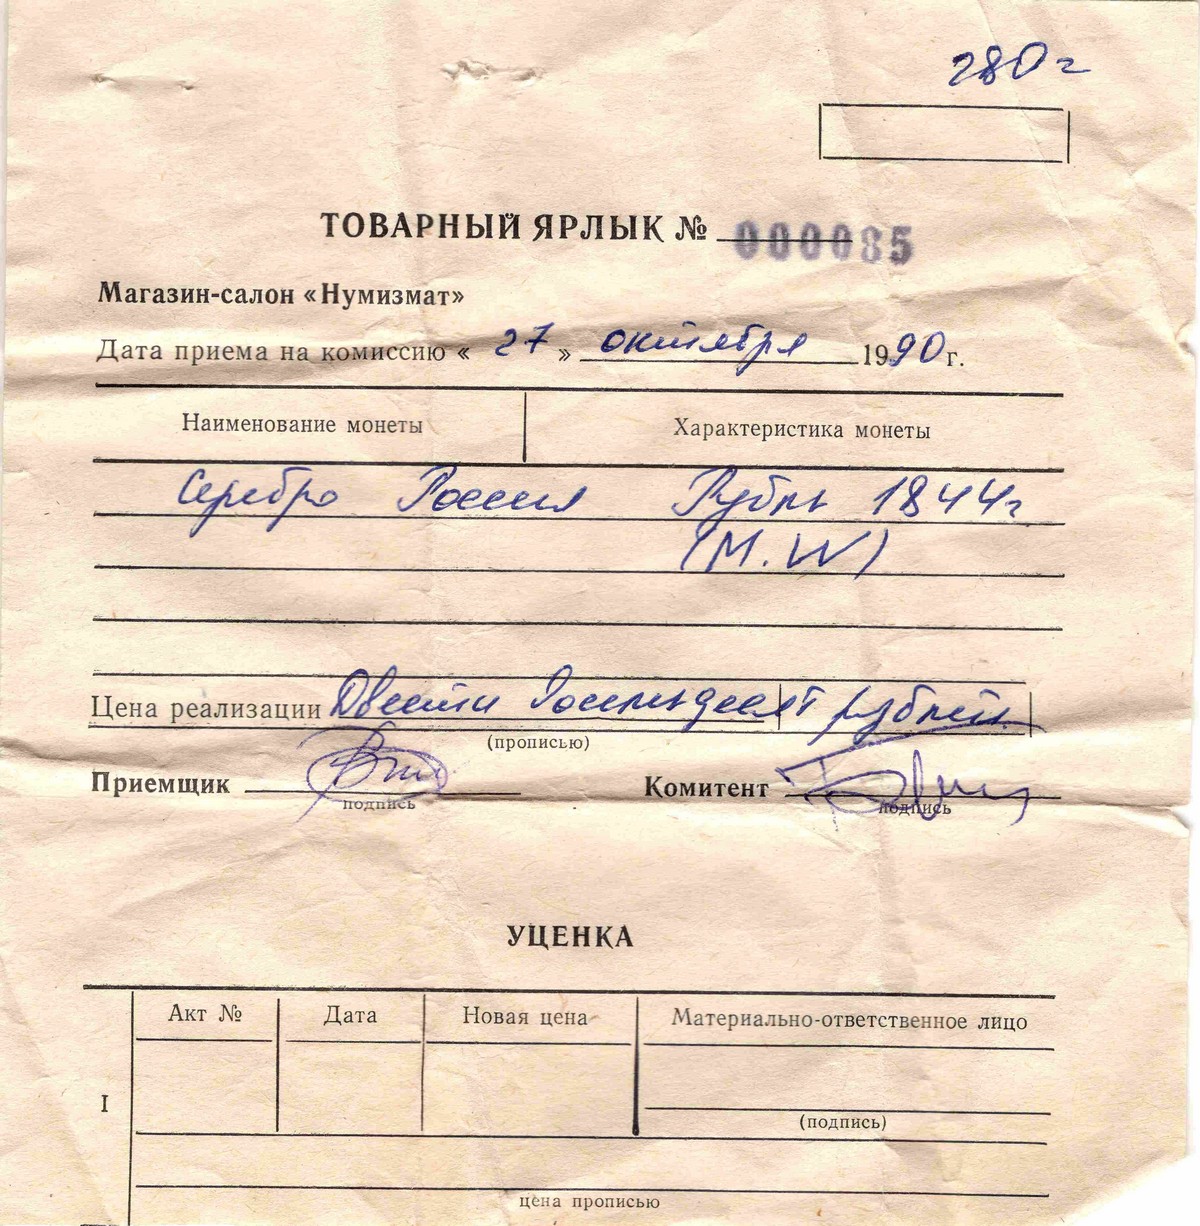 280 г
ТОВАРНЫЙ ЯРЛЫК № 000085
Магазин-салон «Нумизмат»
Дата приема на комиссию « 27 » октября 1990 г.
Наименование монеты Характеристика монеты
Серебро Россия Рубль 1844г
(M.W)
Цена реализации Двести Восемьдесят рублей
(прописью)
Приемщик Комитент
подпись подпись
УЦЕНКА
Акт № Дата Новая цена Материально-ответственное лицо
I
(подпись)
цена прописью